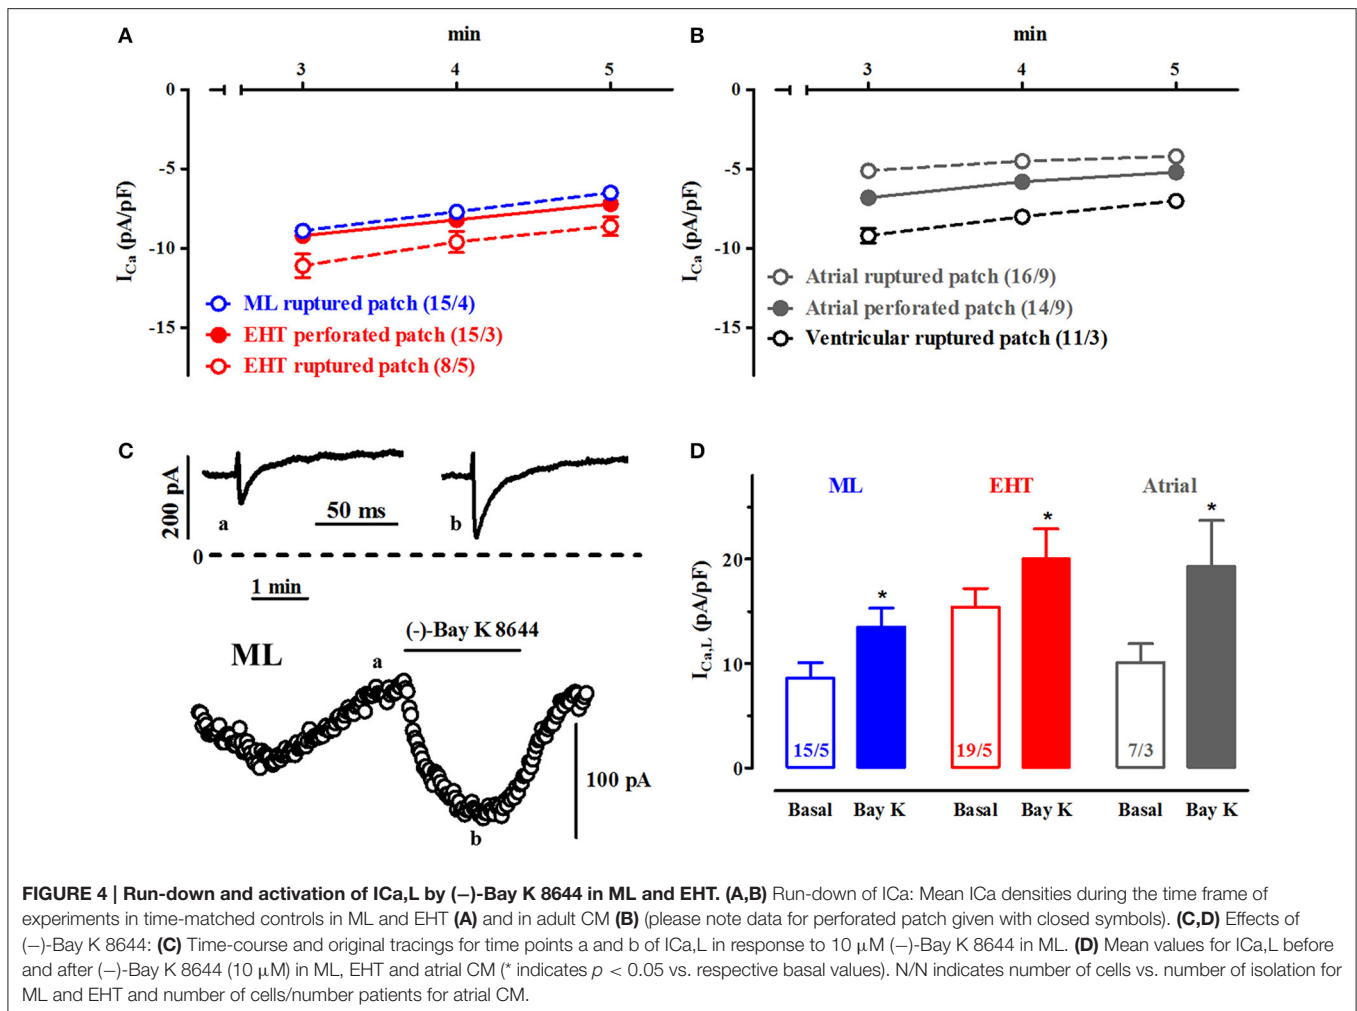 A
min
3 4 5
0
-5
-10
-15
I_Ca (pA/pF)
ML ruptured patch (15/4)
EHT perforated patch (15/3)
EHT ruptured patch (8/5)
B
min
3 4 5
0
-5
-10
-15
I_Ca (pA/pF)
Atrial ruptured patch (16/9)
Atrial perforated patch (14/9)
Ventricular ruptured patch (11/3)
C
200 pA
a
50 ms
b
0
1 min
(-)-Bay K 8644
ML
a
b
100 pA
D
ML EHT Atrial
* * *
20
10
0
I_Ca,L (pA/pF)
15/5 19/5 7/3
Basal Bay K Basal Bay K Basal Bay K
FIGURE 4 | Run-down and activation of ICa,L by (−)-Bay K 8644 in ML and EHT. (A,B) Run-down of ICa: Mean ICa densities during the time frame of
experiments in time-matched controls in ML and EHT (A) and in adult CM (B) (please note data for perforated patch given with closed symbols). (C,D) Effects of
(−)-Bay K 8644: (C) Time-course and original tracings for time points a and b of ICa,L in response to 10 μM (−)-Bay K 8644 in ML. (D) Mean values for ICa,L before
and after (−)-Bay K 8644 (10 μM) in ML, EHT and atrial CM (* indicates p < 0.05 vs. respective basal values). N/N indicates number of cells vs. number of isolation for
ML and EHT and number of cells/number patients for atrial CM.